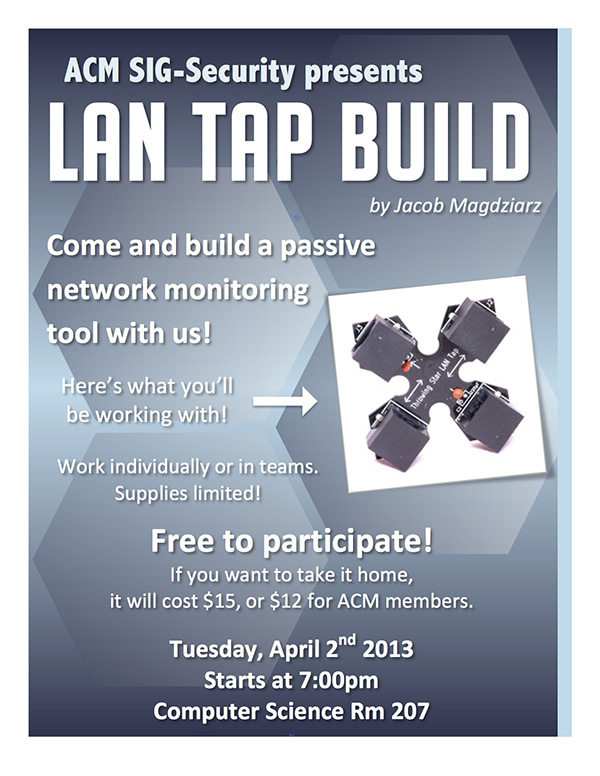 ACM SIG-Security presents
LAN TAP BUILD
by Jacob Magdziarz
Come and build a passive
network monitoring
tool with us!
Here's what you'll
be working with!
Throwing Star LAN Tap
Work individually or in teams.
Supplies limited!
Free to participate!
If you want to take it home,
it will cost $15, or $12 for ACM members.
Tuesday, April 2nd 2013
Starts at 7:00pm
Computer Science Rm 207